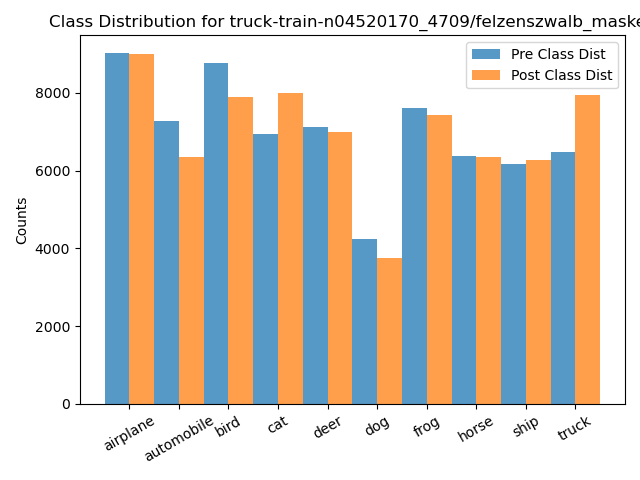 Class Distribution for truck-train-n04520170_4709/felzenszwalb_maske
Pre Class Dist
Post Class Dist
Counts
8000
6000
4000
2000
0
airplane
automobile
bird
cat
deer
dog
frog
horse
ship
truck